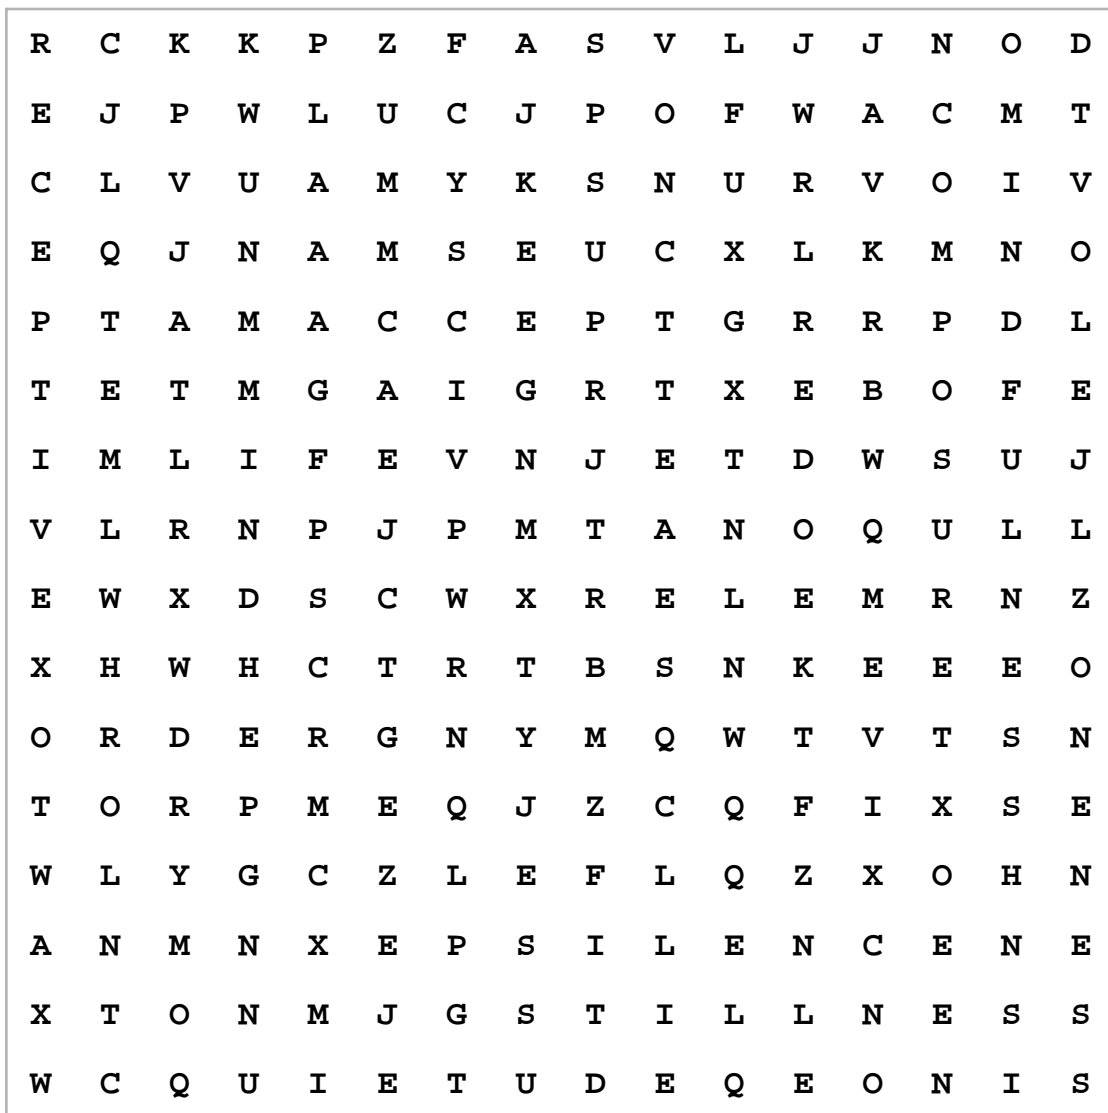 R C K K P Z F A S V L J J N O D
E J P W L U C J P O F W A C M T
C L V U A M Y K S N U R V O I V
E Q J N A M S E U C X L K M N O
P T A M A C C E P T G R R P D L
T E T M G A I G R T X E B O F E
I M L I F E V N J E T D W S U J
V L R N P J P M T A N O Q U L L
E W X D S C W X R E L E M R N Z
X H W H C T R T B S N K E E E O
O R D E R G N Y M Q W T V T S N
T O R P M E Q J Z C Q F I X S E
W L Y G C Z L E F L Q Z X O H N
A N M N X E P S I L E N C E N E
X T O N M J G S T I L L N E S S
W C Q U I E T U D E Q E O N I S